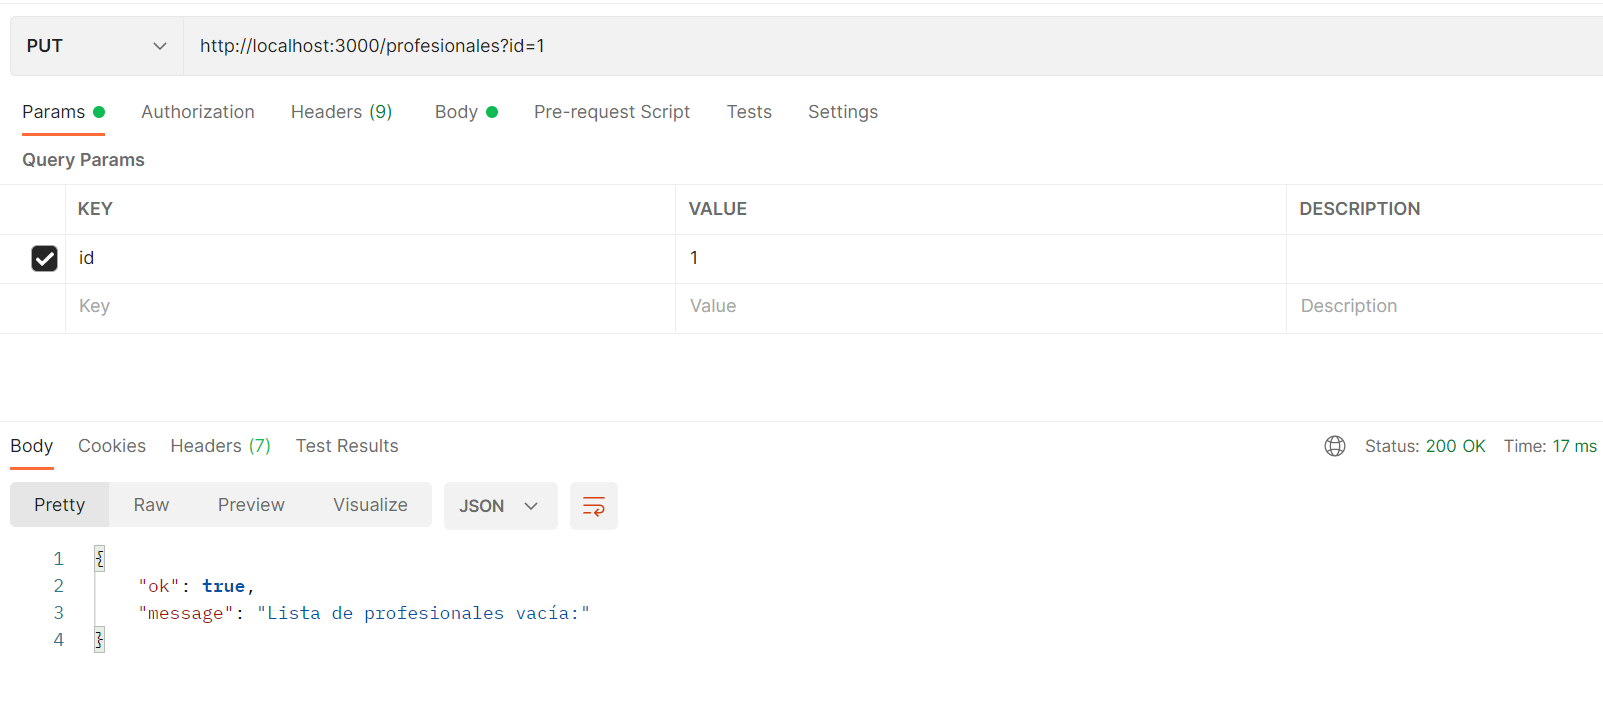 PUT http://localhost:3000/profesionales?id=1
Params Authorization Headers (9) Body Pre-request Script Tests Settings
Query Params
KEY VALUE DESCRIPTION
id 1
Key Value Description
Body Cookies Headers (7) Test Results Status: 200 OK Time: 17 ms
Pretty Raw Preview Visualize JSON
1 {
2 "ok": true,
3 "message": "Lista de profesionales vacía:"
4 }